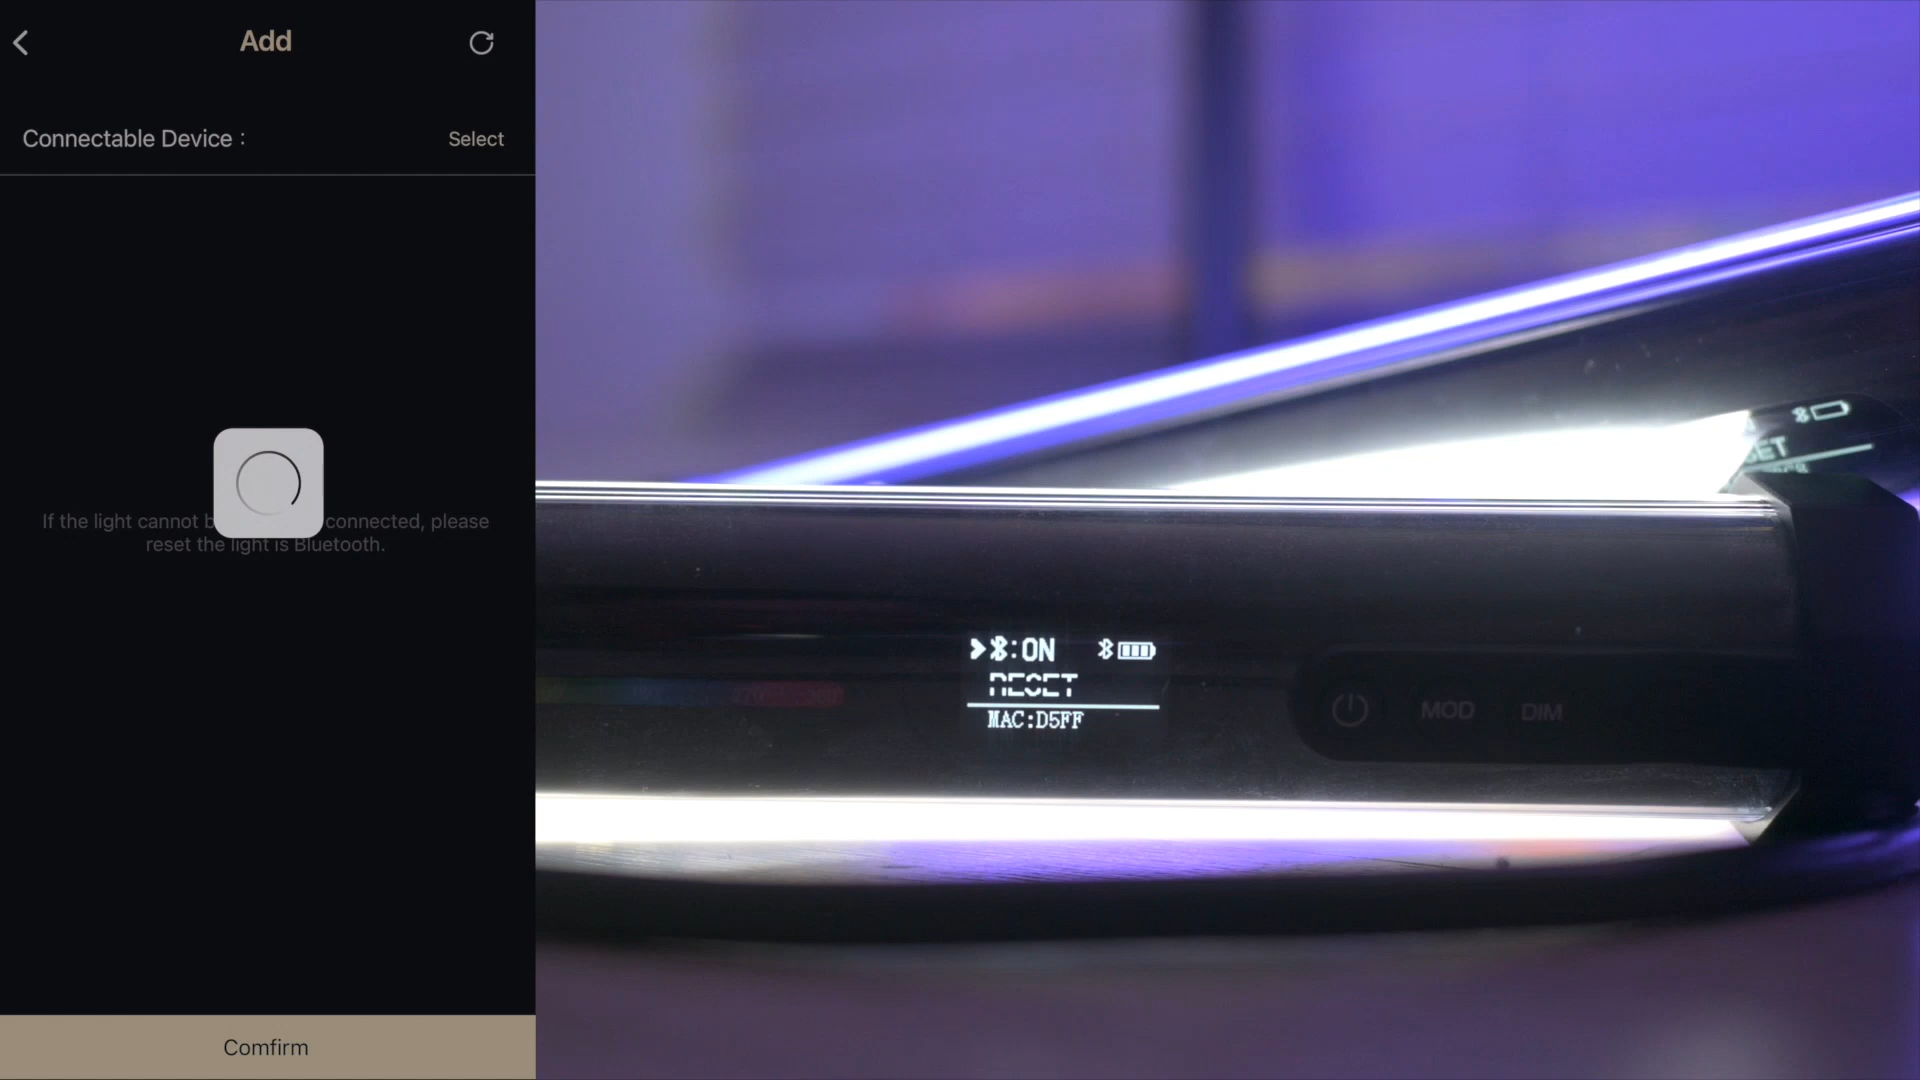 Add
Connectable Device :
Select
If the light cannot b connected, please
reset the light is Bluetooth.
Comfirm
:ON
RESET
MAC:D5FF
MOD
DIM